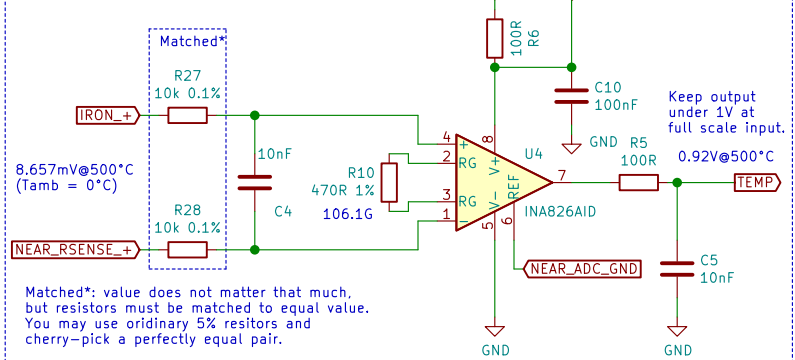 Matched*
R27
10k 0.1%
IRON_+
8.657mV@500°C
(Tamb = 0°C)
10nF
C4
R28
10k 0.1%
NEAR_RSENSE_+
Matched*: value does not matter that much,
but resistors must be matched to equal value.
You may use oridinary 5% resitors and
cherry-pick a perfectly equal pair.
100R
R6
C10
100nF
GND
R10
470R 1%
106.1G
4
2
3
1
+
RG
RG
-
8
V+
V-
5
REF
6
7
U4
INA826AID
NEAR_ADC_GND
GND
Keep output
under 1V at
full scale input.
R5
100R
0.92V@500°C
TEMP
C5
10nF
GND